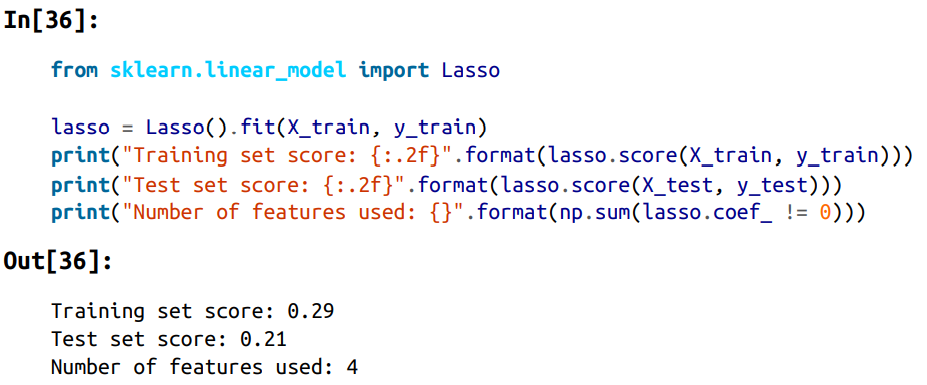 In[36]:
from sklearn.linear_model import Lasso
lasso = Lasso().fit(X_train, y_train)
print("Training set score: {:.2f}".format(lasso.score(X_train, y_train)))
print("Test set score: {:.2f}".format(lasso.score(X_test, y_test)))
print("Number of features used: {}".format(np.sum(lasso.coef_ != 0)))
Out[36]:
Training set score: 0.29
Test set score: 0.21
Number of features used: 4